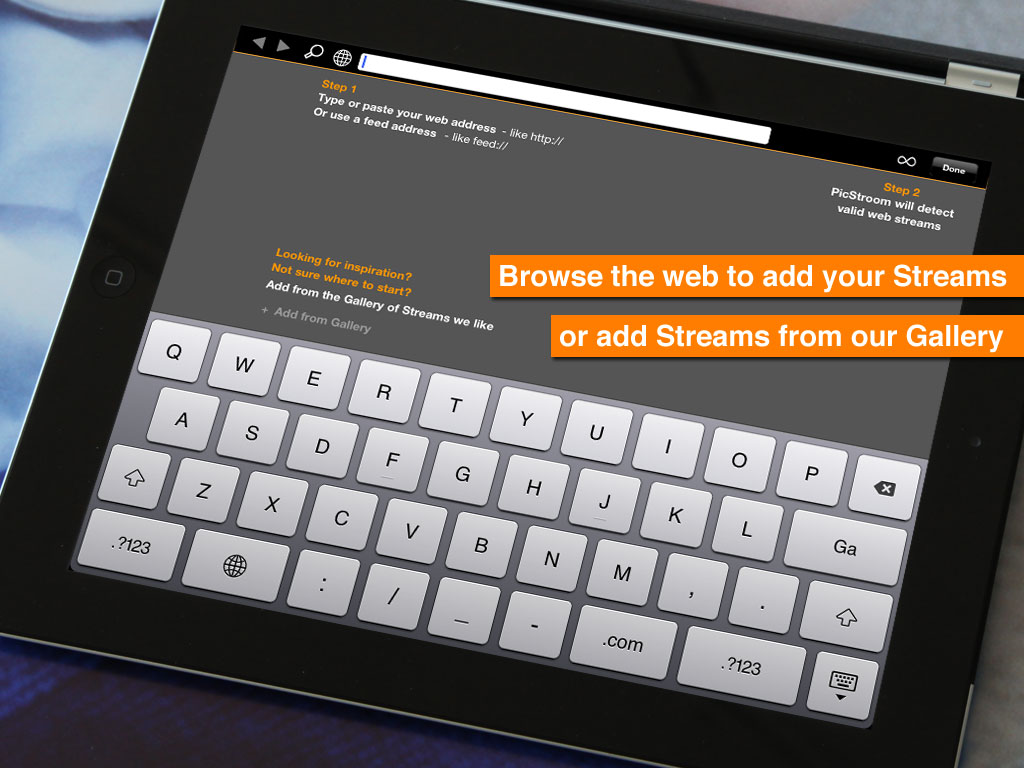 Done
Step 1
Type or paste your web address - like http://
Or use a feed address - like feed://
Step 2
PicStroom will detect
valid web streams
Looking for inspiration?
Not sure where to start?
Add from the Gallery of Streams we like
+ Add from Gallery
Browse the web to add your Streams
or add Streams from our Gallery
Q W E R T Y U I O P
A S D F G H J K L Ga
Z X C V B N M , .
.?123 : / _ - .com .?123